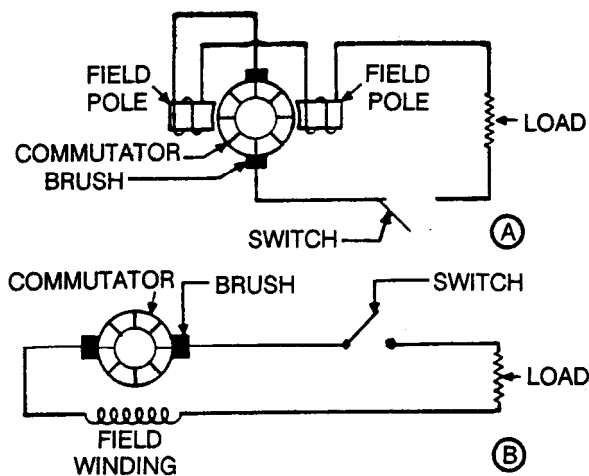 FIELD
POLE
FIELD
POLE
LOAD
COMMUTATOR
BRUSH
SWITCH
A
COMMUTATOR
BRUSH
SWITCH
LOAD
FIELD
WINDING
B